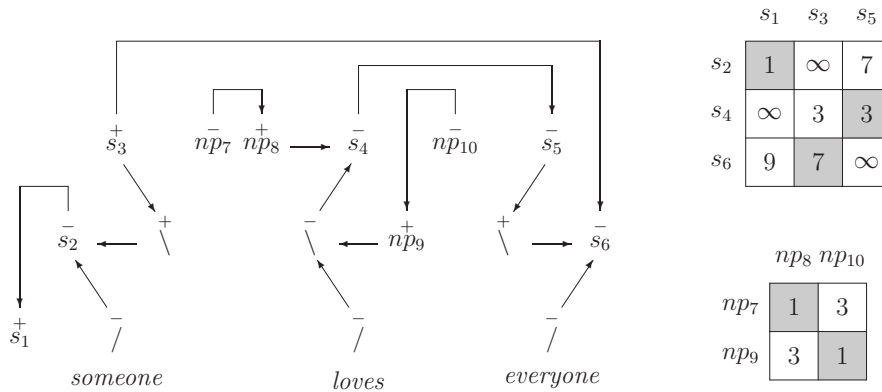 s₁ s₃ s₅
s₂ 1 ∞ 7
s₄ ∞ 3 3
s₆ 9 7 ∞
+ − + − − −
s₃ np₇ np₈ s₄ np₁₀ s₅
− + − + + −
s₂ \ \ np₉ \ s₆
np₈ np₁₀
np₇ 1 3
np₉ 3 1
+ − − −
s₁ / / /
someone loves everyone